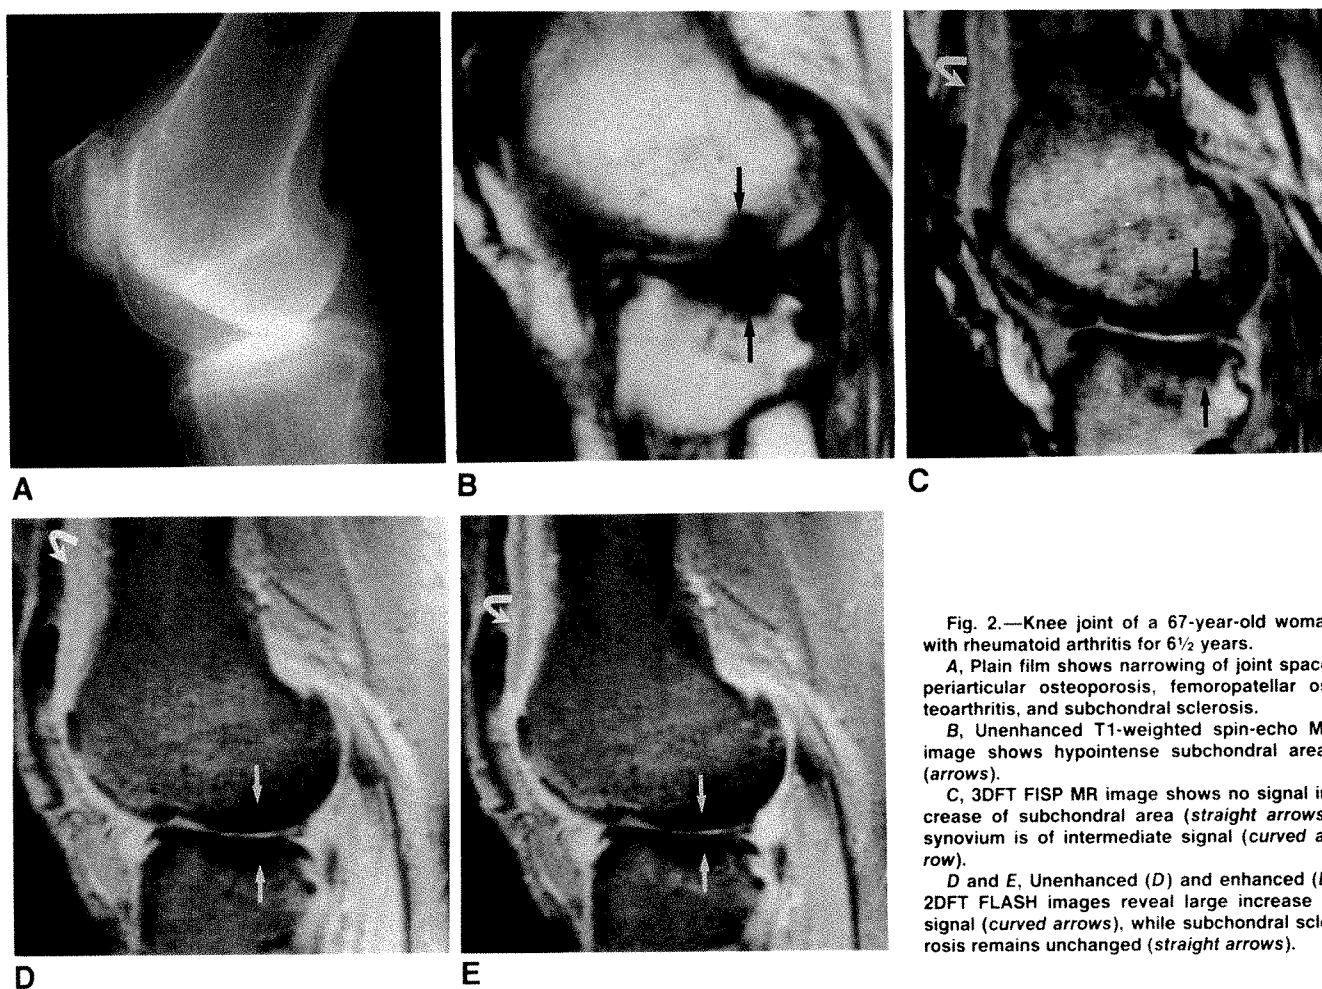 A
B
C
D
E
Fig. 2.—Knee joint of a 67-year-old woma
with rheumatoid arthritis for 6½ years.
A, Plain film shows narrowing of joint space
periarticular osteoporosis, femoropatellar os
teoarthritis, and subchondral sclerosis.
B, Unenhanced T1-weighted spin-echo M
image shows hypointense subchondral area
(arrows).
C, 3DFT FISP MR image shows no signal in
crease of subchondral area (straight arrows
synovium is of intermediate signal (curved a
row).
D and E, Unenhanced (D) and enhanced (E
2DFT FLASH images reveal large increase
signal (curved arrows), while subchondral scle
rosis remains unchanged (straight arrows).